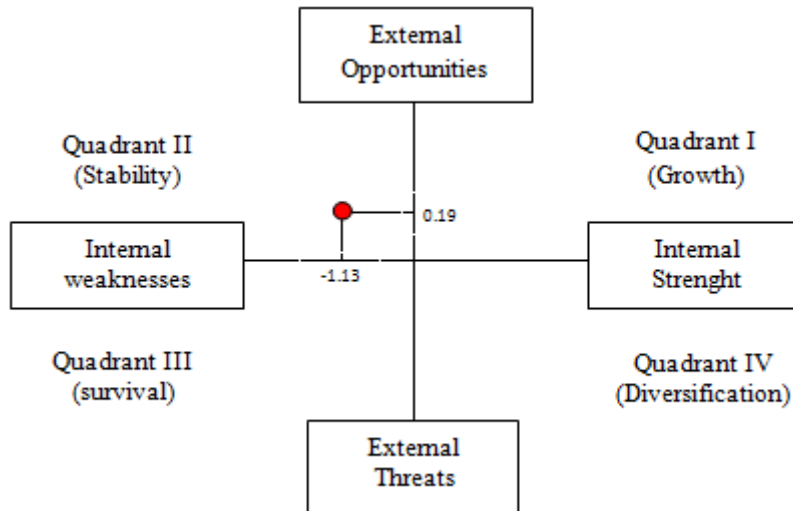 External
Opportunities
Quadrant II
(Stability)
Quadrant I
(Growth)
0.19
Internal
weaknesses
-1.13
Internal
Strenght
Quadrant III
(survival)
Quadrant IV
(Diversification)
External
Threats